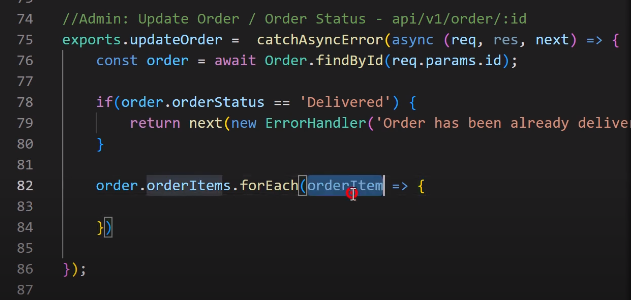 74 //Admin: Update Order / Order Status - api/v1/order/:id
75 exports.updateOrder =  catchAsyncError(async (req, res, next) => {
76     const order = await Order.findById(req.params.id);
77
78     if(order.orderStatus == 'Delivered') {
79         return next(new ErrorHandler('Order has been already deliver
80     }
81
82     order.orderItems.forEach(orderItem => {
83
84     })
85
86 });
87